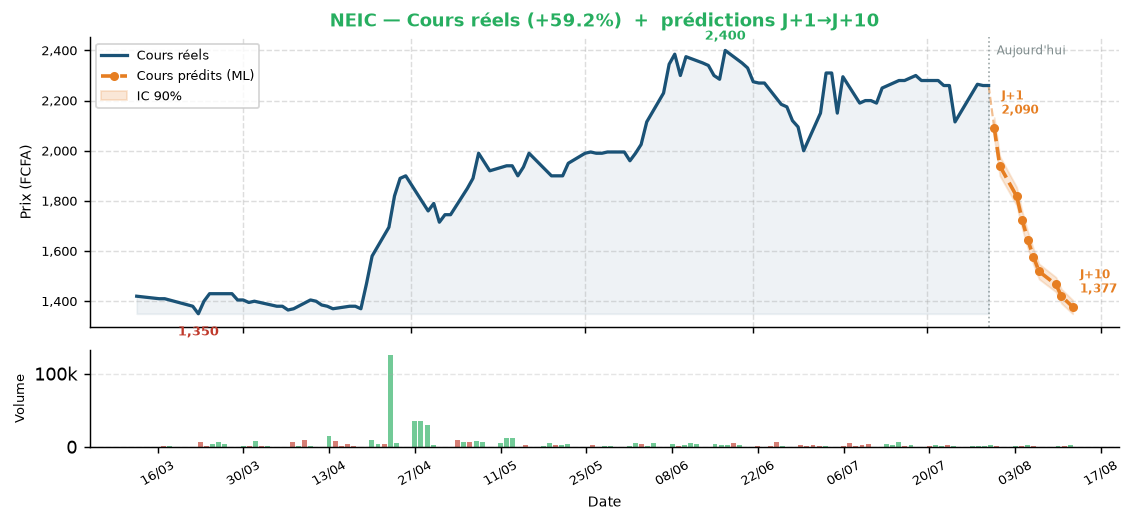 NEIC — Cours réels (+59.2%)  +  prédictions J+1→J+10
2,400
Aujourd'hui
Cours réels
Cours prédits (ML)
IC 90%
J+1
2,090
J+10
1,377
1,350
Prix (FCFA)
2,400
2,200
2,000
1,800
1,600
1,400
Volume
100k
0
16/03
30/03
13/04
27/04
11/05
25/05
08/06
22/06
06/07
20/07
03/08
17/08
Date